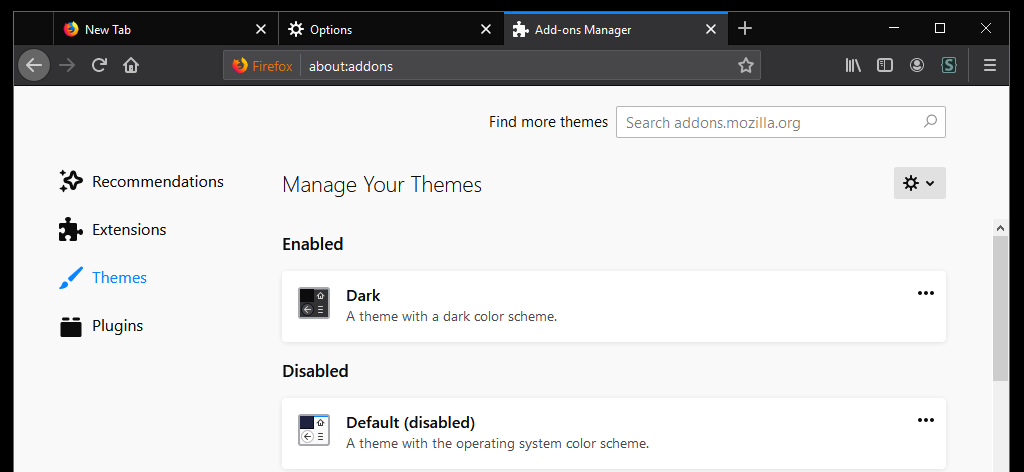 New Tab
Options
Add-ons Manager
Firefox
about:addons
Find more themes
Search addons.mozilla.org
Recommendations
Extensions
Themes
Plugins
Manage Your Themes
Enabled
Dark
A theme with a dark color scheme.
Disabled
Default (disabled)
A theme with the operating system color scheme.